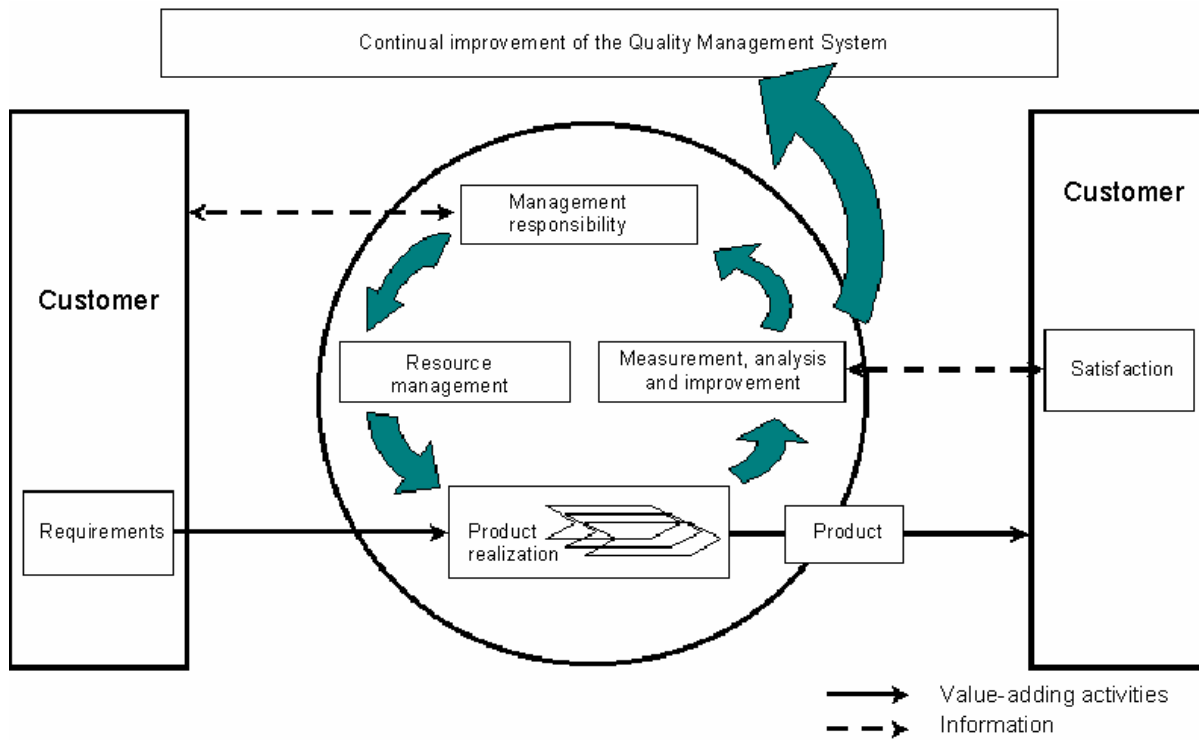 Continual improvement of the Quality Management System
Customer
Requirements
Management
responsibility
Resource
management
Measurement, analysis
and improvement
Product
realization
Product
Customer
Satisfaction
Value-adding activities
Information